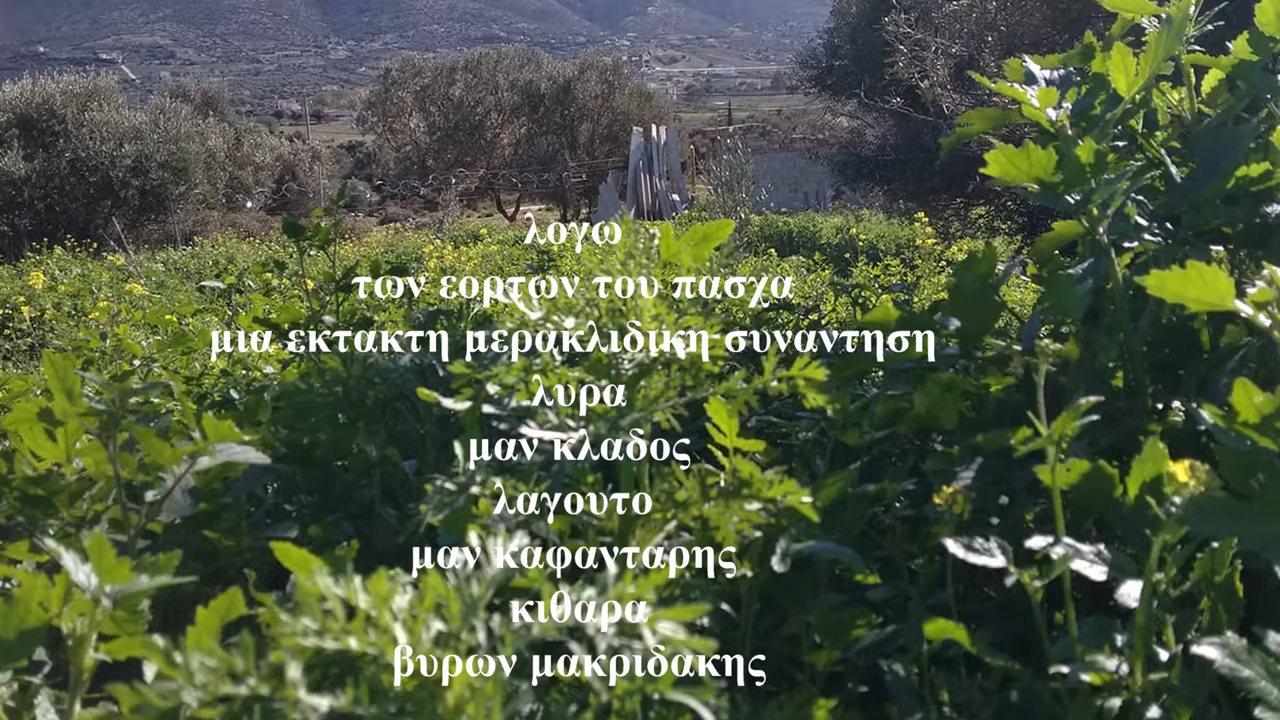 λογω
των εορτων του πασχα
μια εκτακτη μερακλιδικη συναντηση
λυρα
μαν κλαδος
λαγουτο
μαν καφανταρης
κιθαρα
βυρων μακριδακης